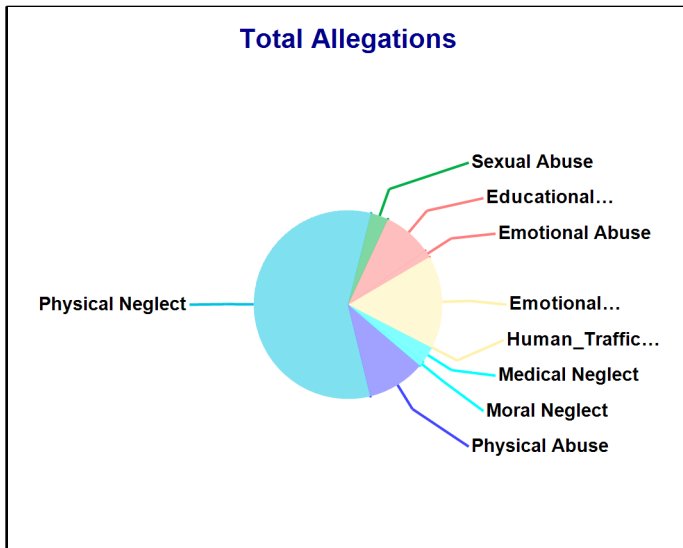 Total Allegations
Sexual Abuse
Educational…
Emotional Abuse
Physical Neglect
Emotional…
Human_Traffic…
Medical Neglect
Moral Neglect
Physical Abuse